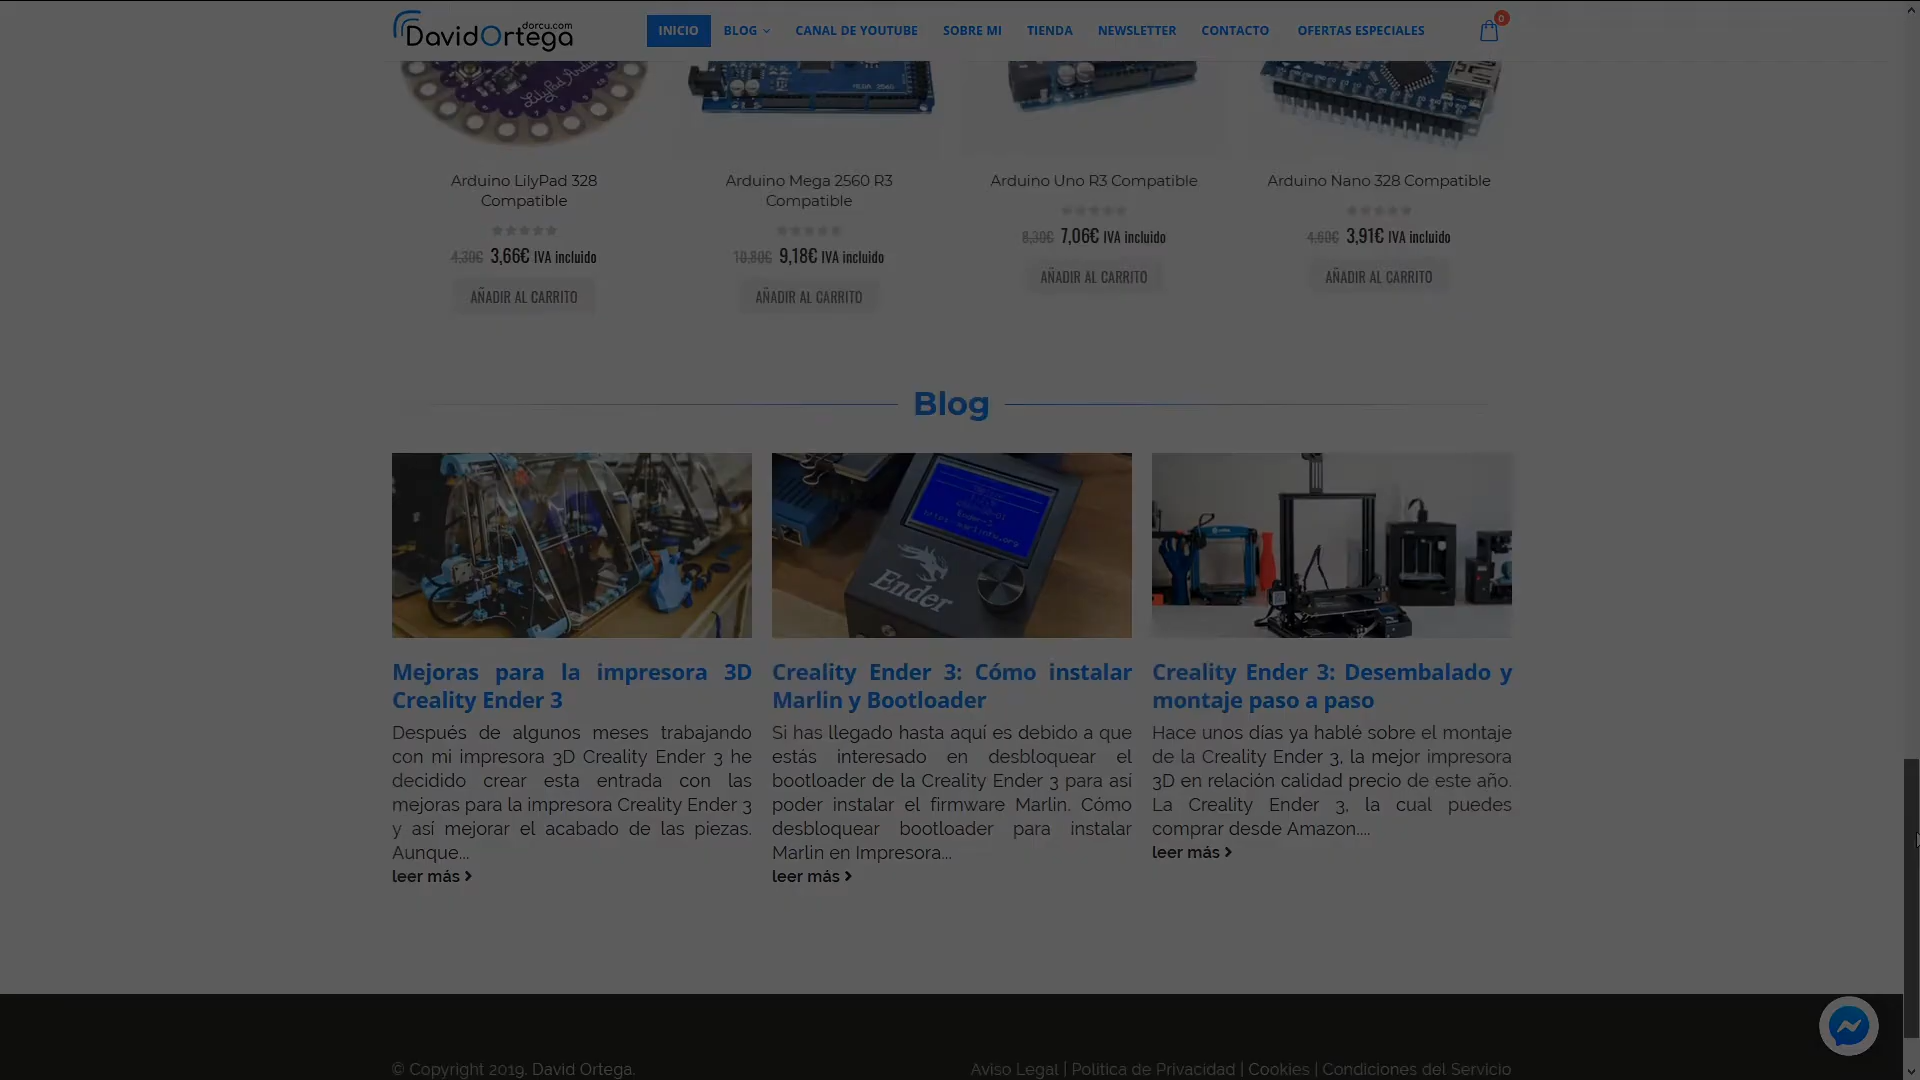 dorcu.com
DavidOrtega
INICIO BLOG CANAL DE YOUTUBE SOBRE MI TIENDA NEWSLETTER CONTACTO OFERTAS ESPECIALES 0
LilyPad Arduino
MEGA 2560
Arduino LilyPad 328
Compatible
4,30€ 3,66€ IVA incluido
AÑADIR AL CARRITO
Arduino Mega 2560 R3
Compatible
10,80€ 9,18€ IVA incluido
AÑADIR AL CARRITO
Arduino Uno R3 Compatible
8,30€ 7,06€ IVA incluido
AÑADIR AL CARRITO
Arduino Nano 328 Compatible
4,60€ 3,91€ IVA incluido
AÑADIR AL CARRITO
Blog
Ender-3
Ender
Mejoras para la impresora 3D
Creality Ender 3
Después de algunos meses trabajando
con mi impresora 3D Creality Ender 3 he
decidido crear esta entrada con las
mejoras para la impresora Creality Ender 3
y así mejorar el acabado de las piezas.
Aunque...
leer más
Creality Ender 3: Cómo instalar
Marlin y Bootloader
Si has llegado hasta aquí es debido a que
estás interesado en desbloquear el
bootloader de la Creality Ender 3 para así
poder instalar el firmware Marlin. Cómo
desbloquear bootloader para instalar
Marlin en Impresora...
leer más
Creality Ender 3: Desembalado y
montaje paso a paso
Hace unos días ya hablé sobre el montaje
de la Creality Ender 3, la mejor impresora
3D en relación calidad precio de este año.
La Creality Ender 3, la cual puedes
comprar desde Amazon....
leer más
© Copyright 2019. David Ortega.
Aviso Legal | Política de Privacidad | Cookies | Condiciones del Servicio